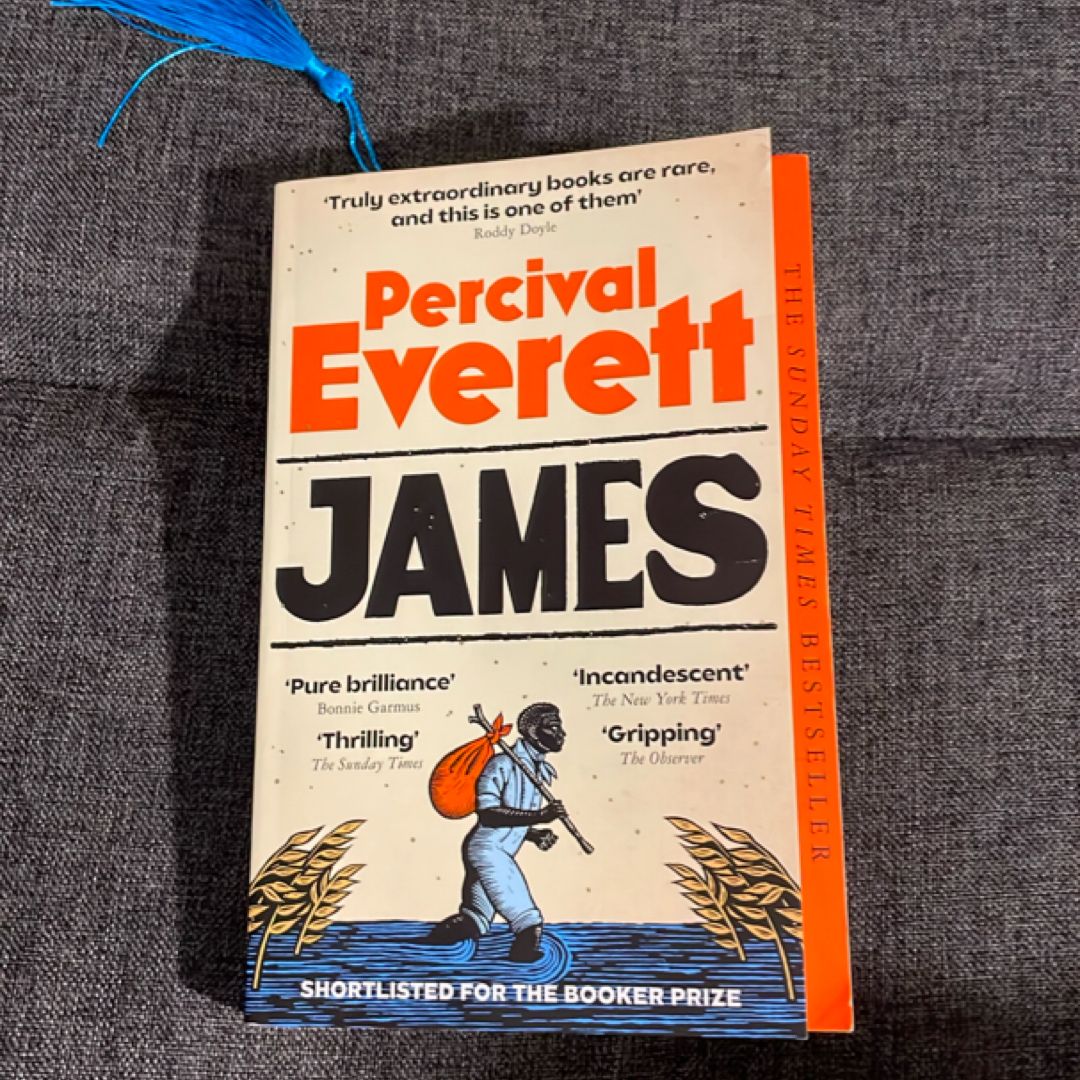 ‘Truly extraordinary books are rare,
and this is one of them’
Roddy Doyle
Percival
Everett
JAMES
‘Pure brilliance’
Bonnie Garmus
‘Incandescent’
The New York Times
‘Thrilling’
The Sunday Times
‘Gripping’
The Observer
SHORTLISTED FOR THE BOOKER PRIZE
THE SUNDAY TIMES BESTSELLER